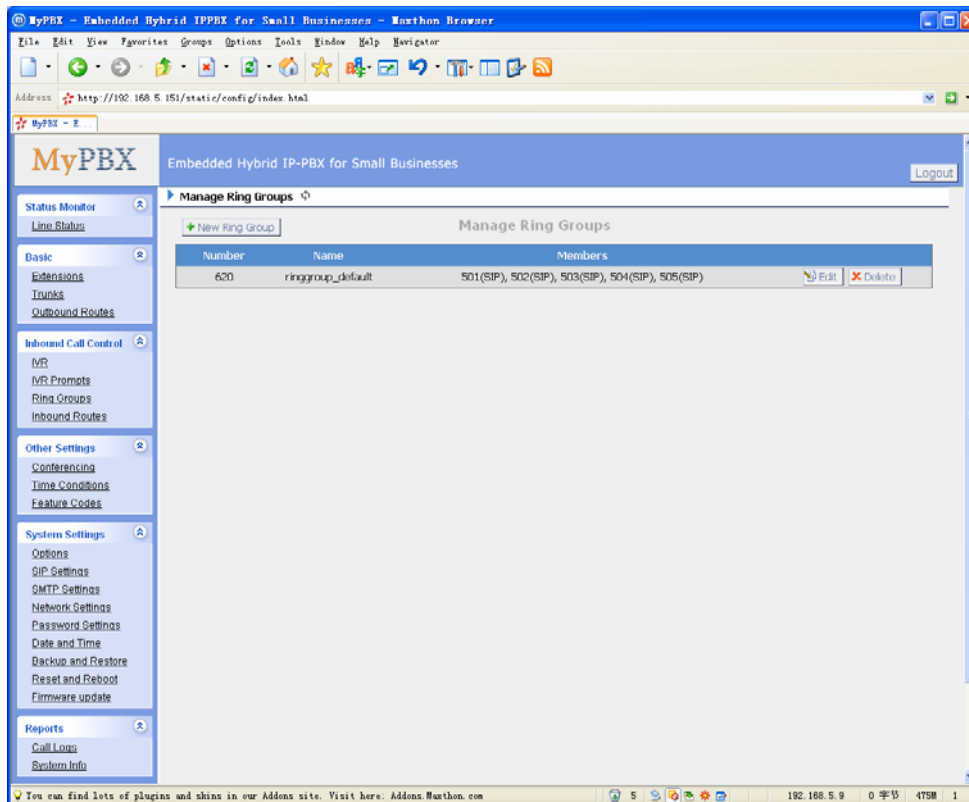 MyPBX - Embedded Hybrid IPPBX for Small Businesses - Maxthon Browser
File Edit View Favorites Groups Options Tools Window Help Navigator
Address http://192.168.5.151/static/config/index.html
MyPBX - E...
MyPBX
Embedded Hybrid IP-PBX for Small Businesses
Logout
Status Monitor
Line Status
Basic
Extensions
Trunks
Outbound Routes
Inbound Call Control
IVR
IVR Prompts
Ring Groups
Inbound Routes
Other Settings
Conferencing
Time Conditions
Feature Codes
System Settings
Options
SIP Settings
SMTP Settings
Network Settings
Password Settings
Date and Time
Backup and Restore
Reset and Reboot
Firmware update
Reports
Call Logs
System Info
Manage Ring Groups
New Ring Group
Manage Ring Groups
Number Name Members
620 ringgroup_default 501(SIP), 502(SIP), 503(SIP), 504(SIP), 505(SIP) Edit Delete
You can find lots of plugins and skins in our Addons site. Visit here: Addons.Maxthon.com 5 192.168.5.9 0 字节 475M 1